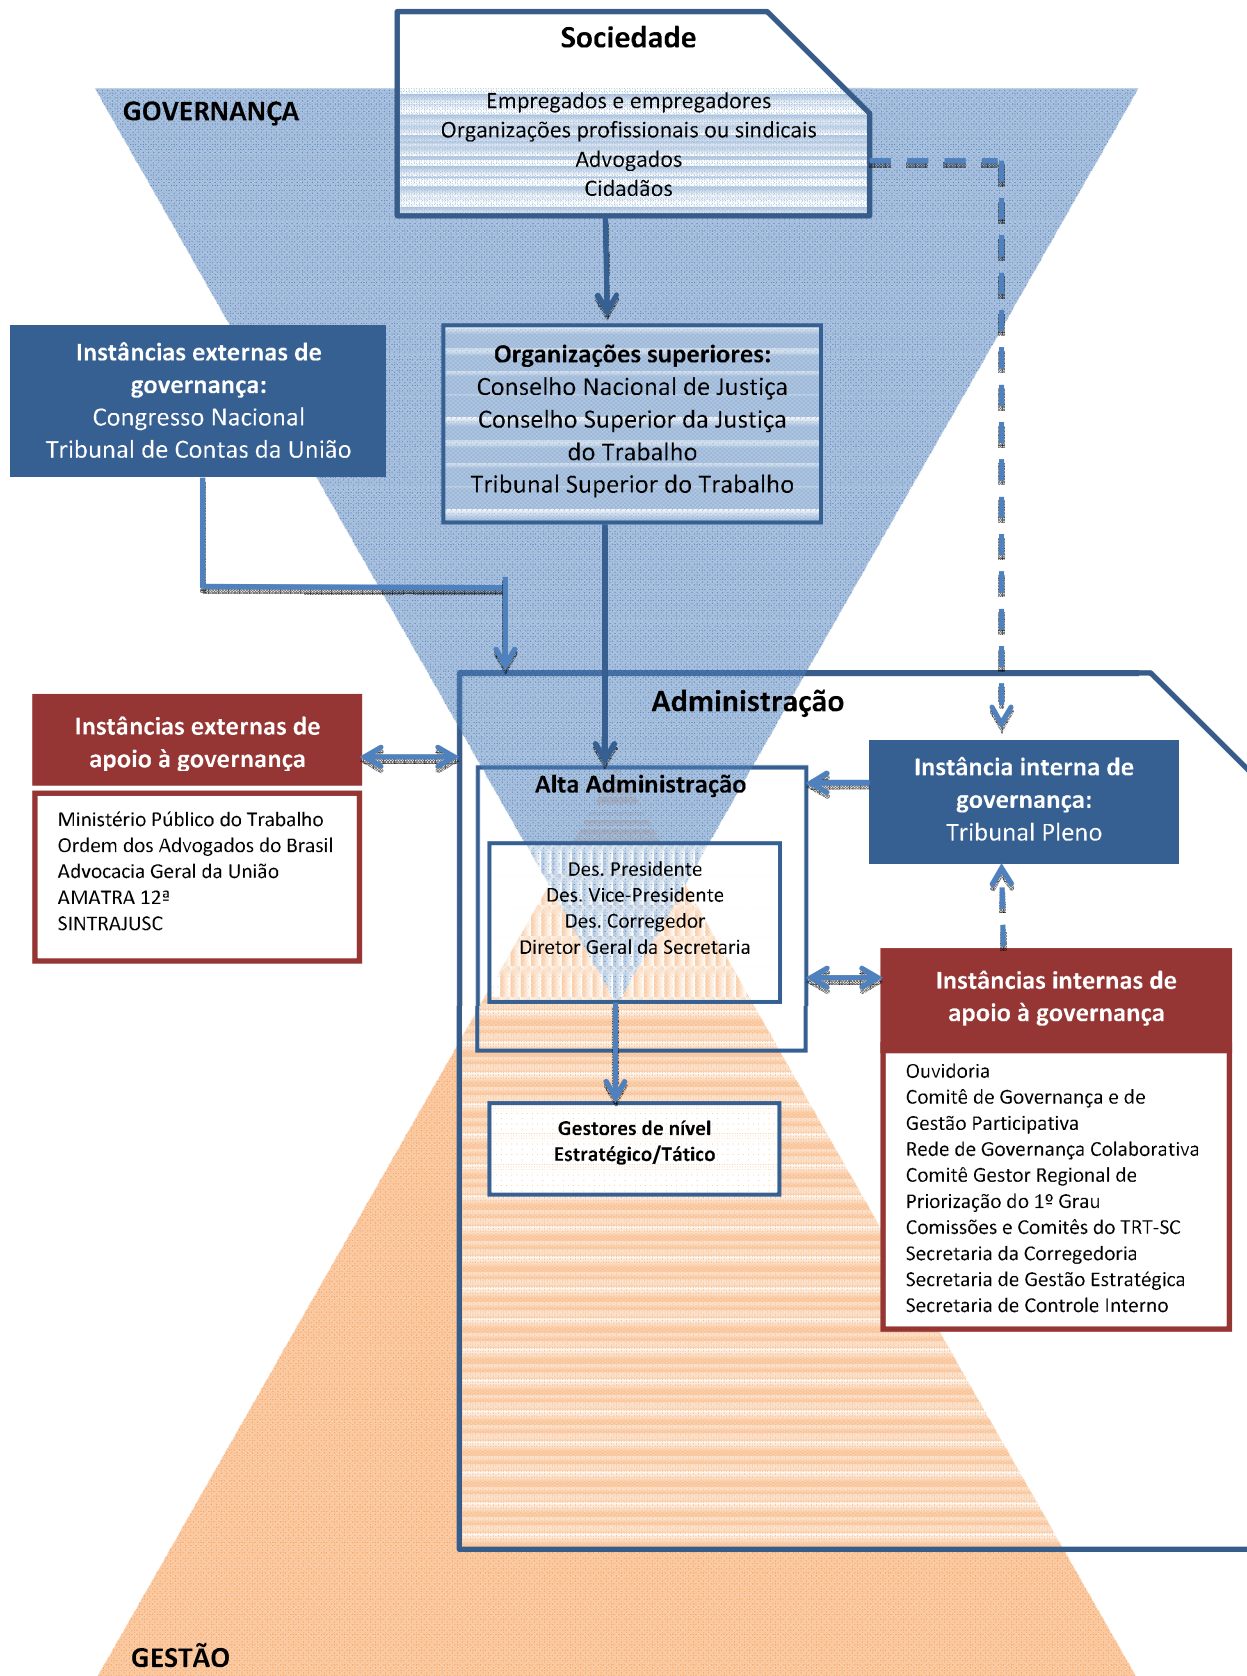 Sociedade
Empregados e empregadores
Organizações profissionais ou sindicais
Advogados
Cidadãos
GOVERNANÇA
Instâncias externas de
governança:
Congresso Nacional
Tribunal de Contas da União
Organizações superiores:
Conselho Nacional de Justiça
Conselho Superior da Justiça
do Trabalho
Tribunal Superior do Trabalho
Administração
Instâncias externas de
apoio à governança
Ministério Público do Trabalho
Ordem dos Advogados do Brasil
Advocacia Geral da União
AMATRA 12ª
SINTRAJUSC
Alta Administração
Des. Presidente
Des. Vice-Presidente
Des. Corregedor
Diretor Geral da Secretaria
Instância interna de
governança:
Tribunal Pleno
Instâncias internas de
apoio à governança
Ouvidoria
Comitê de Governança e de
Gestão Participativa
Rede de Governança Colaborativa
Comitê Gestor Regional de
Priorização do 1º Grau
Comissões e Comitês do TRT-SC
Secretaria da Corregedoria
Secretaria de Gestão Estratégica
Secretaria de Controle Interno
Gestores de nível
Estratégico/Tático
GESTÃO